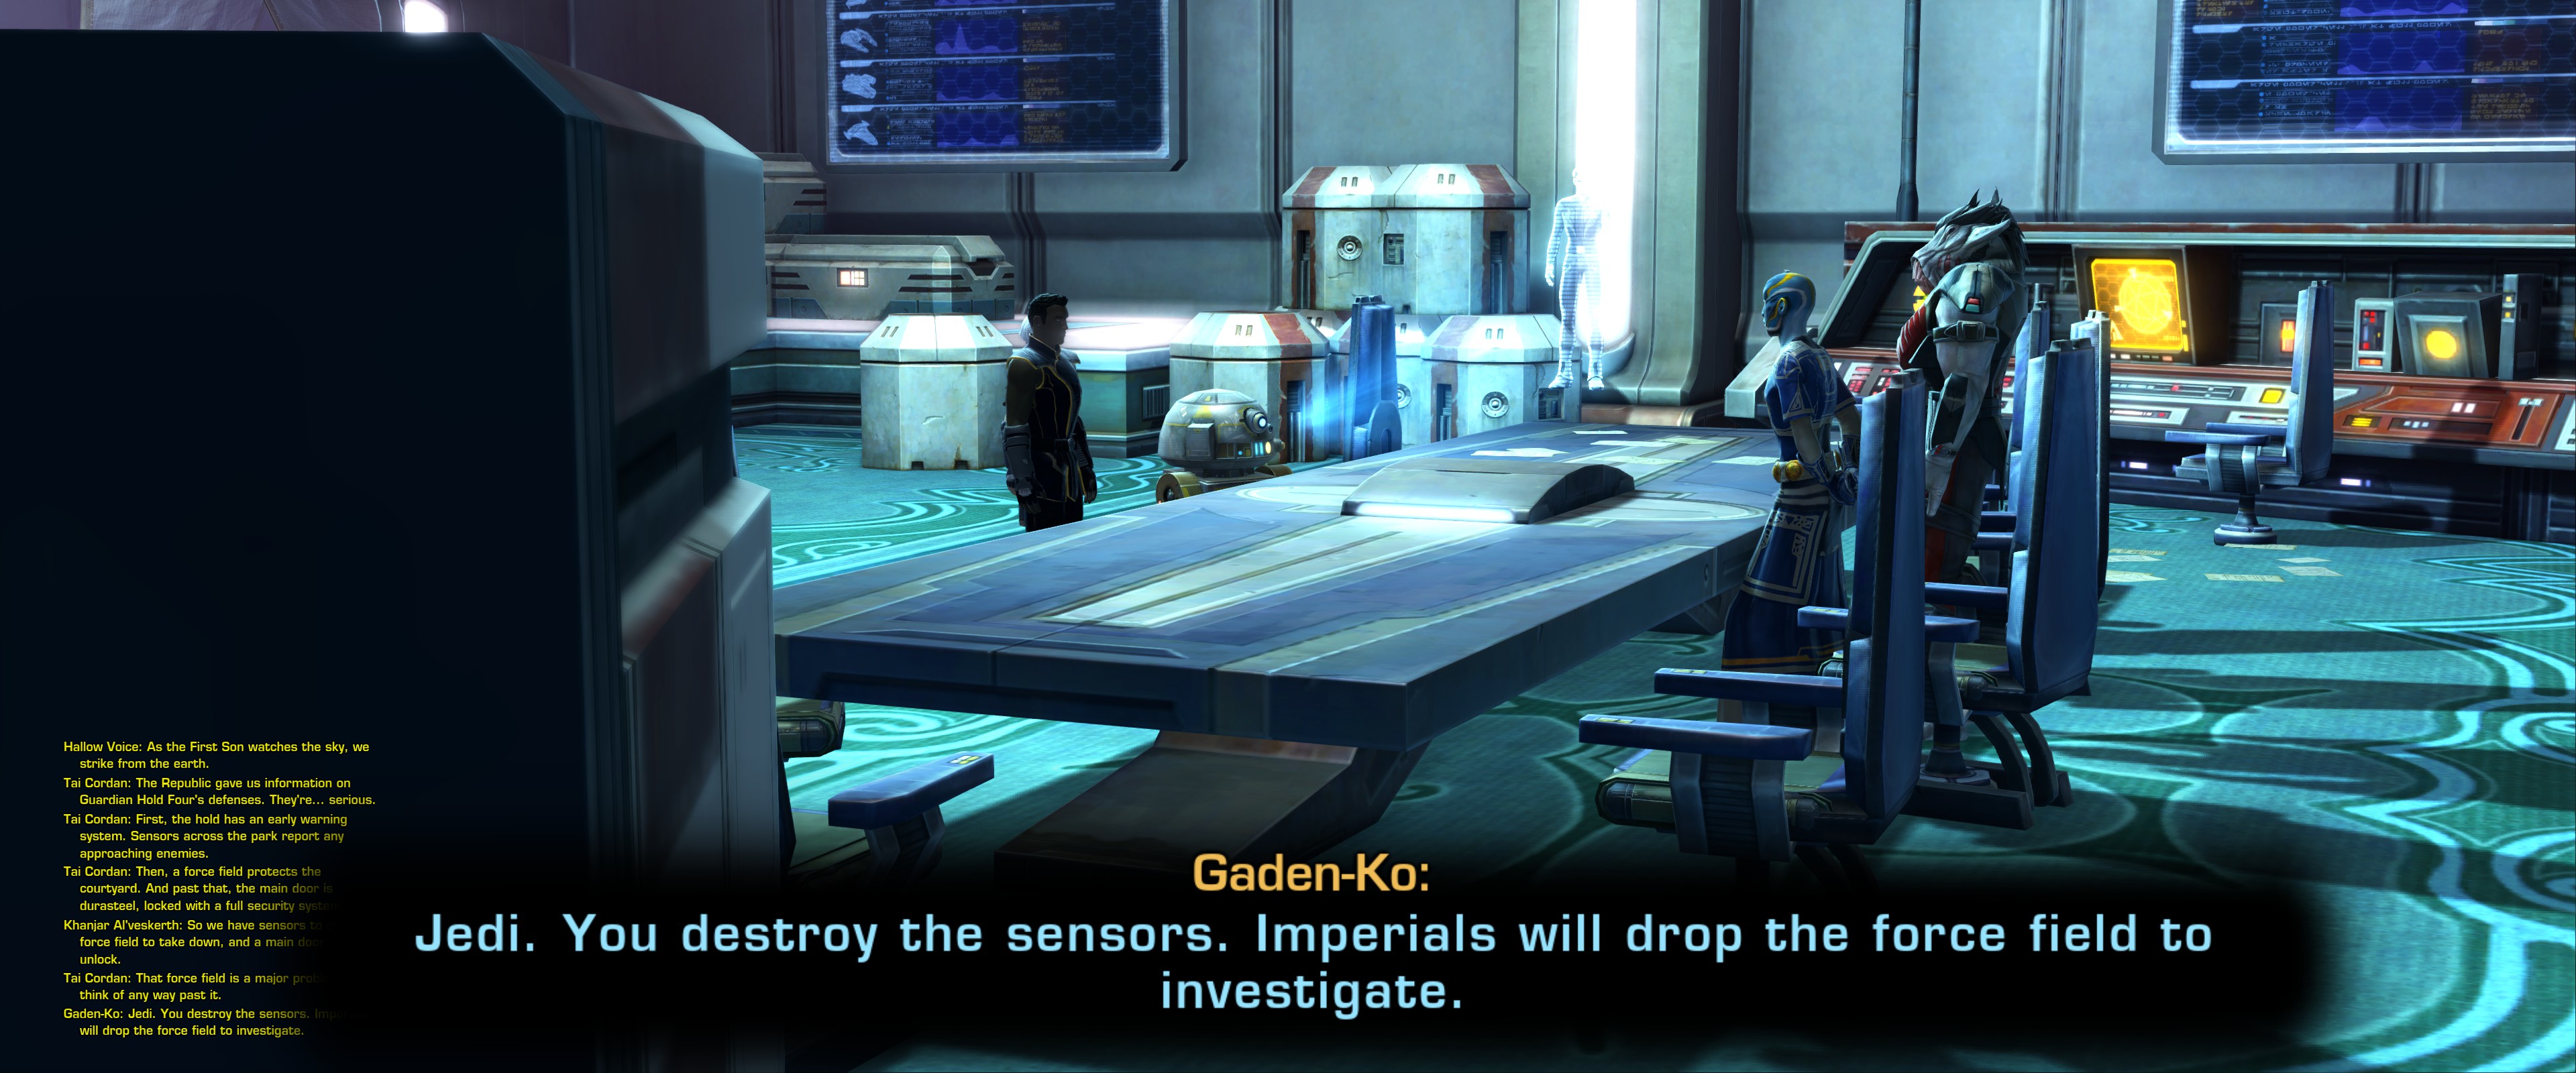 Hallow Voice: As the First Son watches the sky, we
strike from the earth.
Tai Cordan: The Republic gave us information on
Guardian Hold Four's defenses. They're... serious.
Tai Cordan: First, the hold has an early warning
system. Sensors across the park report any
approaching enemies.
Tai Cordan: Then, a force field protects the
courtyard. And past that, the main door is
durasteel, locked with a full security system
Khanjar Al'veskerth: So we have sensors to
force field to take down, and a main door
unlock.
Tai Cordan: That force field is a major
think of any way past it.
Gaden-Ko: Jedi. You destroy the sensors.
will drop the force field to investigate.
Gaden-Ko:
Jedi. You destroy the sensors. Imperials will drop the force field to
investigate.